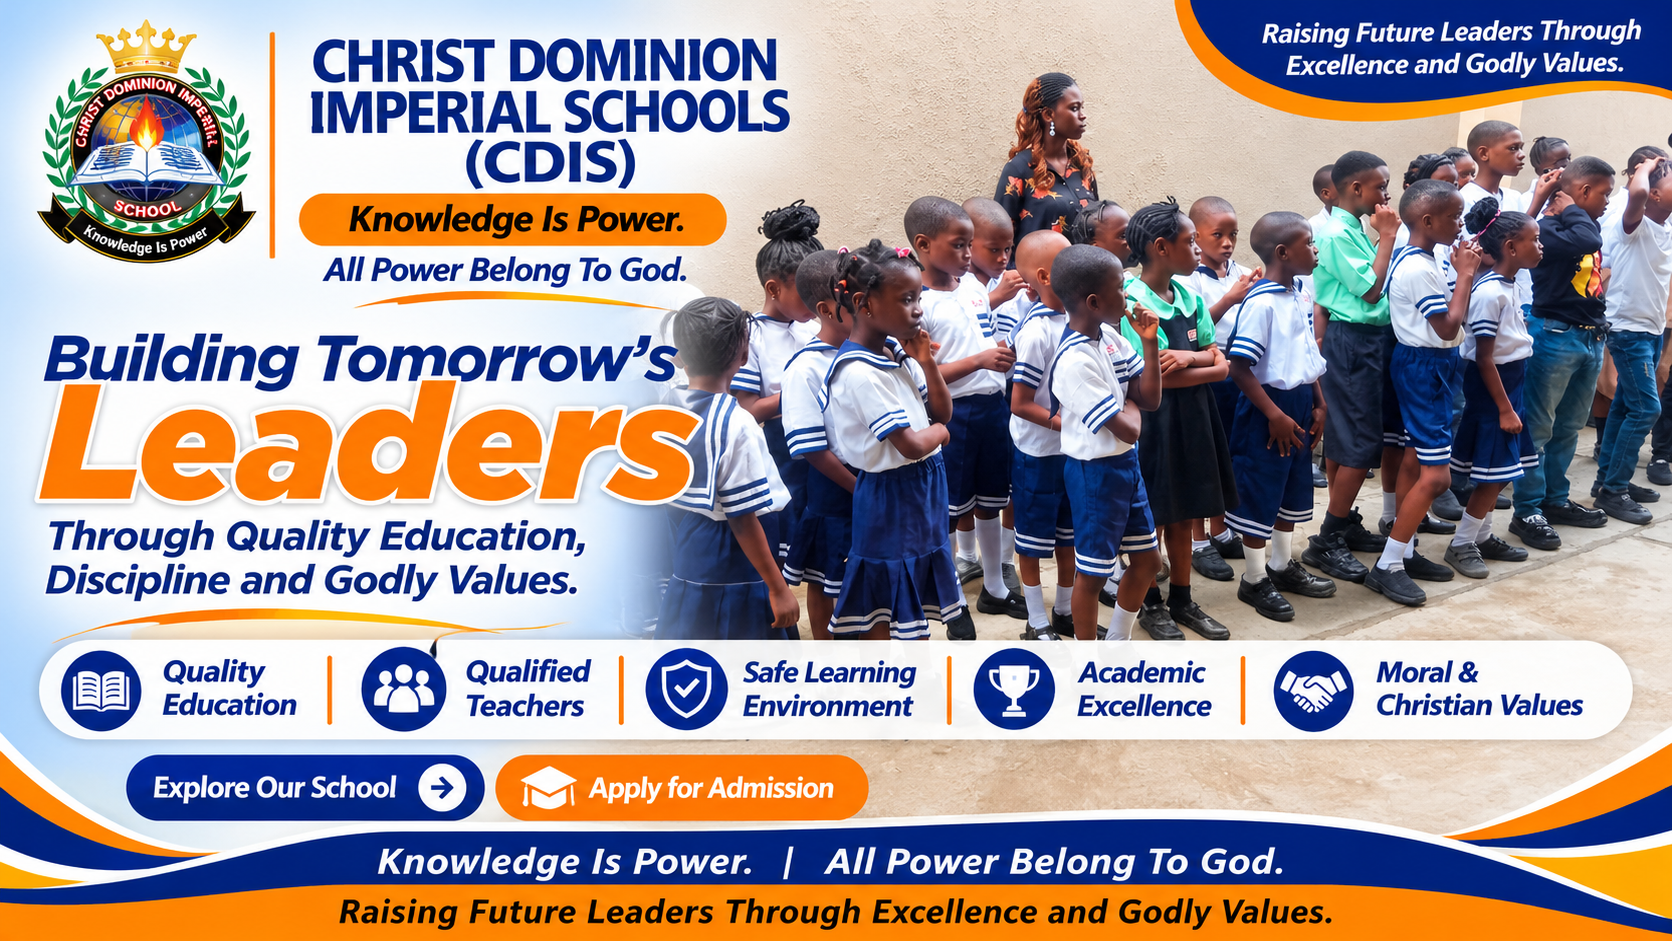 CHRIST DOMINION IMPERIAL
SCHOOL
Knowledge Is Power
CHRIST DOMINION
IMPERIAL SCHOOLS
(CDIS)
Knowledge Is Power.
All Power Belong To God.
Raising Future Leaders Through
Excellence and Godly Values.
Building Tomorrow's
Leaders
Through Quality Education,
Discipline and Godly Values.
Quality
Education
Qualified
Teachers
Safe Learning
Environment
Academic
Excellence
Moral &
Christian Values
Explore Our School
Apply for Admission
Knowledge Is Power. | All Power Belong To God.
Raising Future Leaders Through Excellence and Godly Values.